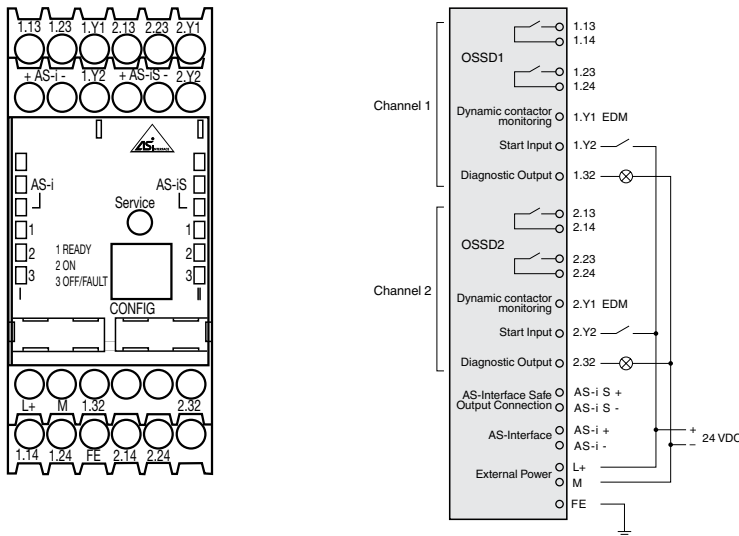 1.13 1.23 1.Y1 2.13 2.23 2.Y1
+ AS-i - 1.Y2 + AS-iS - 2.Y2
ASi
INTERFACE
AS-i
AS-iS
Service
1
1
2
2
3
3
1 READY
2 ON
3 OFF/FAULT
I
II
CONFIG
L+ M 1.32 2.32
1.14 1.24 FE 2.14 2.24
Channel 1
OSSD1
1.13
1.14
1.23
1.24
Dynamic contactor
monitoring
1.Y1 EDM
Start Input
1.Y2
Diagnostic Output
1.32
Channel 2
OSSD2
2.13
2.14
2.23
2.24
Dynamic contactor
monitoring
2.Y1 EDM
Start Input
2.Y2
Diagnostic Output
2.32
AS-Interface Safe
Output Connection
AS-i S +
AS-i S -
AS-Interface
AS-i +
AS-i -
External Power
L+
M
FE
+
24 VDC
–